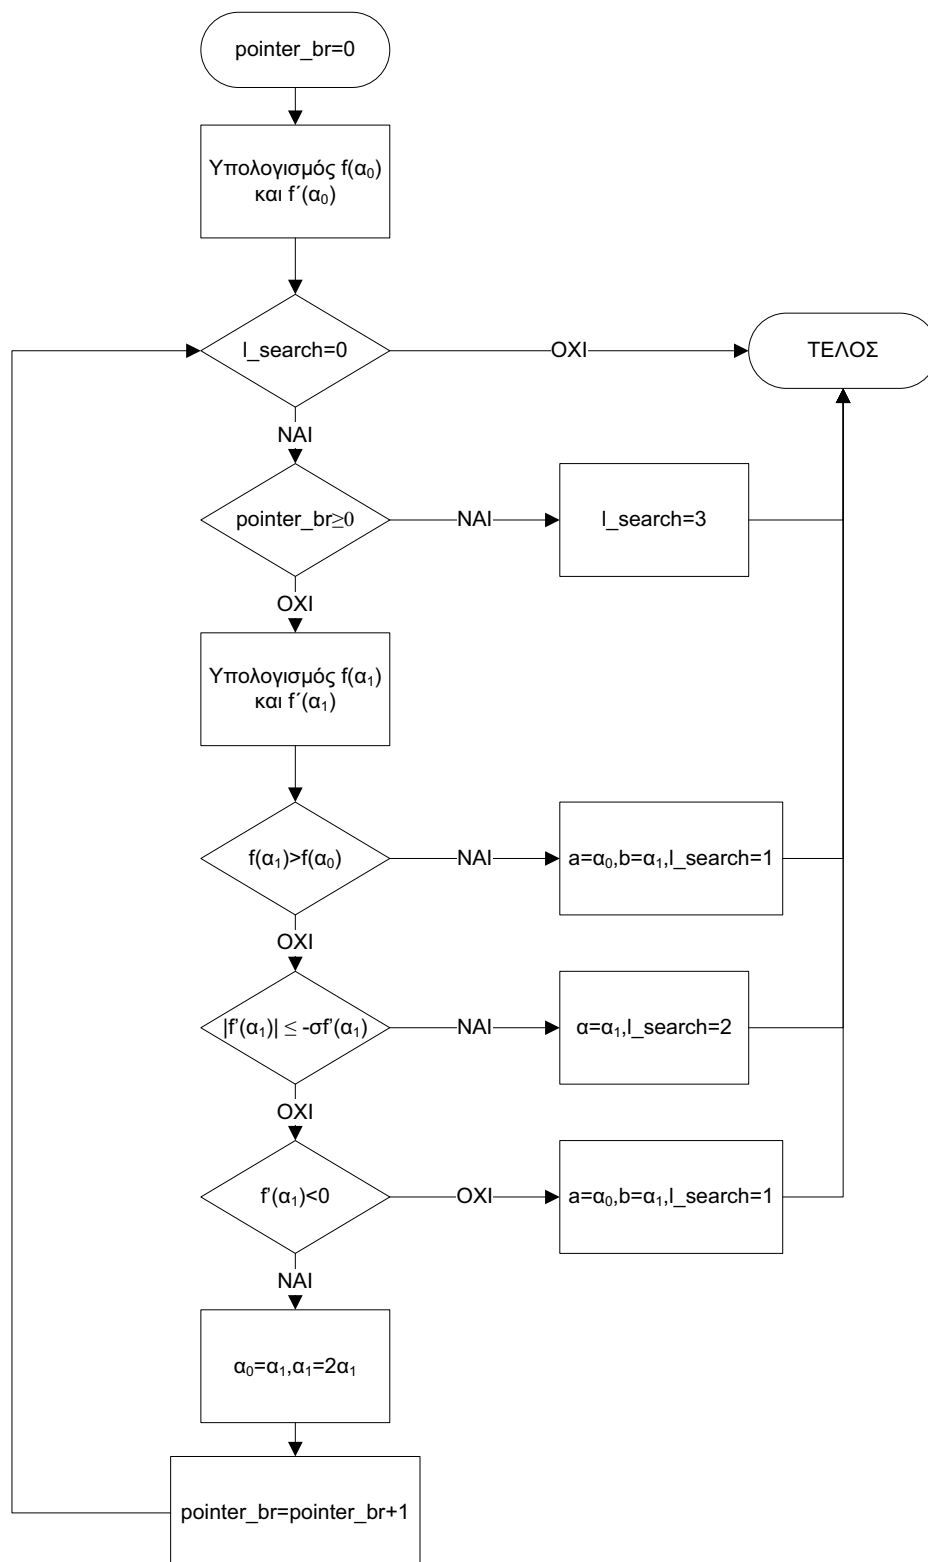 pointer_br=0
Υπολογισμός f(α₀)
και f΄(α₀)
l_search=0
ΟΧΙ
ΤΕΛΟΣ
ΝΑΙ
pointer_br≥0
ΝΑΙ
l_search=3
ΟΧΙ
Υπολογισμός f(α₁)
και f΄(α₁)
f(α₁)>f(α₀)
ΝΑΙ
a=α₀,b=α₁,l_search=1
ΟΧΙ
|f'(α₁)| ≤ -σf'(α₁)
ΝΑΙ
α=α₁,l_search=2
ΟΧΙ
f'(α₁)<0
ΟΧΙ
a=α₀,b=α₁,l_search=1
ΝΑΙ
α₀=α₁,α₁=2α₁
pointer_br=pointer_br+1